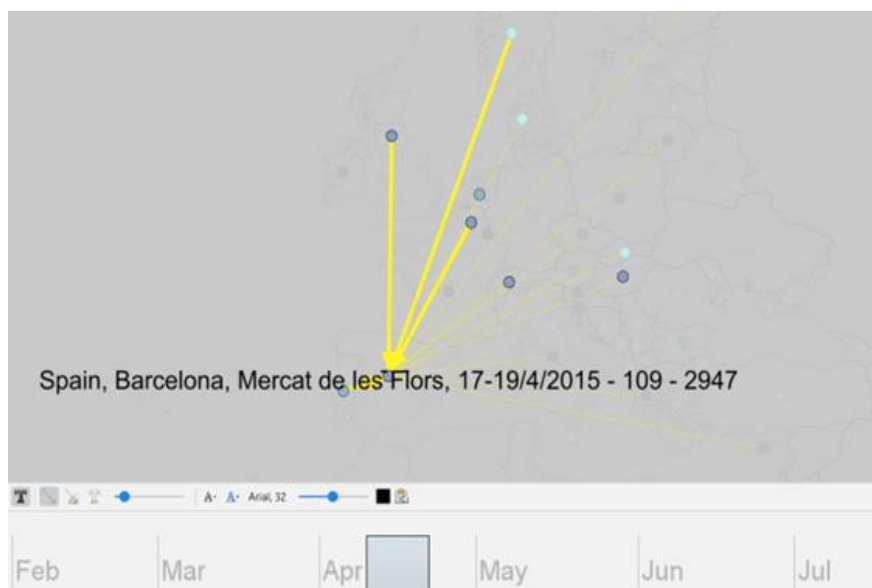 Spain, Barcelona, Mercat de les Flors, 17-19/4/2015 - 109 - 2947
T A- A- Arial, 32
Feb Mar Apr May Jun Jul